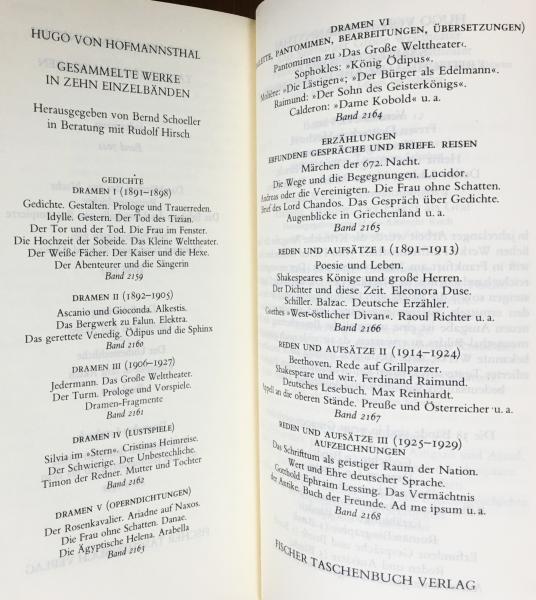 HUGO VON HOFMANNSTHAL
GESAMMELTE WERKE
IN ZEHN EINZELBÄNDEN
Herausgegeben von Bernd Schoeller
in Beratung mit Rudolf Hirsch
GEDICHTE
DRAMEN I (1891–1898)
Gedichte. Gestalten. Prologe und Trauerreden.
Idylle. Gestern. Der Tod des Tizian.
Der Tor und der Tod. Die Frau im Fenster.
Die Hochzeit der Sobeide. Das Kleine Welttheater.
Der Weiße Fächer. Der Kaiser und die Hexe.
Der Abenteurer und die Sängerin
Band 2159
DRAMEN II (1892–1905)
Ascanio und Gioconda. Alkestis.
Das Bergwerk zu Falun. Elektra.
Das gerettete Venedig. Ödipus und die Sphinx
Band 2160
DRAMEN III (1906–1927)
Jedermann. Das Große Welttheater.
Der Turm. Prologe und Vorspiele.
Dramen-Fragmente
Band 2161
DRAMEN IV (LUSTSPIELE)
Silvia im »Stern«. Cristinas Heimreise.
Der Schwierige. Der Unbestechliche.
Timon der Redner. Mutter und Tochter
Band 2162
DRAMEN V (OPERNDICHTUNGEN)
Der Rosenkavalier. Ariadne auf Naxos.
Die Frau ohne Schatten. Danae.
Die Ägyptische Helena. Arabella
Band 2163
DRAMEN VI
PANTOMIMEN, BEARBEITUNGEN, ÜBERSETZUNGEN)
Pantomimen zu ›Das Große Welttheater‹.
Sophokles: »König Ödipus«.
Molière: »Die Lästigen«; »Der Bürger als Edelmann«.
Raimund: »Der Sohn des Geisterkönigs«.
Calderon: »Dame Kobold« u. a.
Band 2164
ERZÄHLUNGEN
ERFUNDENE GESPRÄCHE UND BRIEFE. REISEN
Märchen der 672. Nacht.
Die Wege und die Begegnungen. Lucidor.
Andreas oder die Vereinigten. Die Frau ohne Schatten.
Brief des Lord Chandos. Das Gespräch über Gedichte.
Augenblicke in Griechenland u. a.
Band 2165
REDEN UND AUFSÄTZE I (1891–1913)
Poesie und Leben.
Shakespeares Könige und große Herren.
Der Dichter und diese Zeit. Eleonora Duse.
Schiller. Balzac. Deutsche Erzähler.
Goethes »West-östlicher Divan«. Raoul Richter u. a.
Band 2166
REDEN UND AUFSÄTZE II (1914–1924)
Beethoven. Rede auf Grillparzer.
Shakespeare und wir. Ferdinand Raimund.
Deutsches Lesebuch. Max Reinhardt.
Appell an die oberen Stände. Preuße und Österreicher u. a.
Band 2167
REDEN UND AUFSÄTZE III (1925–1929)
AUFZEICHNUNGEN
Das Schrifttum als geistiger Raum der Nation.
Wert und Ehre deutscher Sprache.
Gotthold Ephraim Lessing. Das Vermächtnis
der Antike. Buch der Freunde. Ad me ipsum u. a.
Band 2168
FISCHER TASCHENBUCH VERLAG